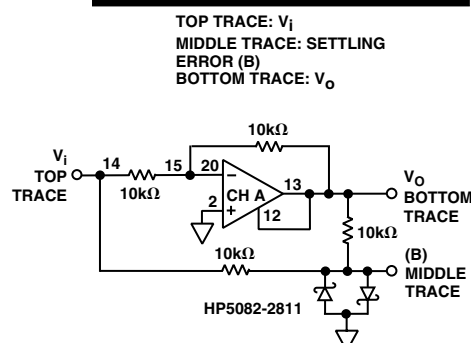 TOP TRACE: Vi
MIDDLE TRACE: SETTLING
ERROR (B)
BOTTOM TRACE: Vo
10kΩ
Vi
TOP
TRACE
14
10kΩ
15
20
–
CH A
+
2
13
12
VO
BOTTOM
TRACE
10kΩ
10kΩ
(B)
MIDDLE
TRACE
HP5082-2811